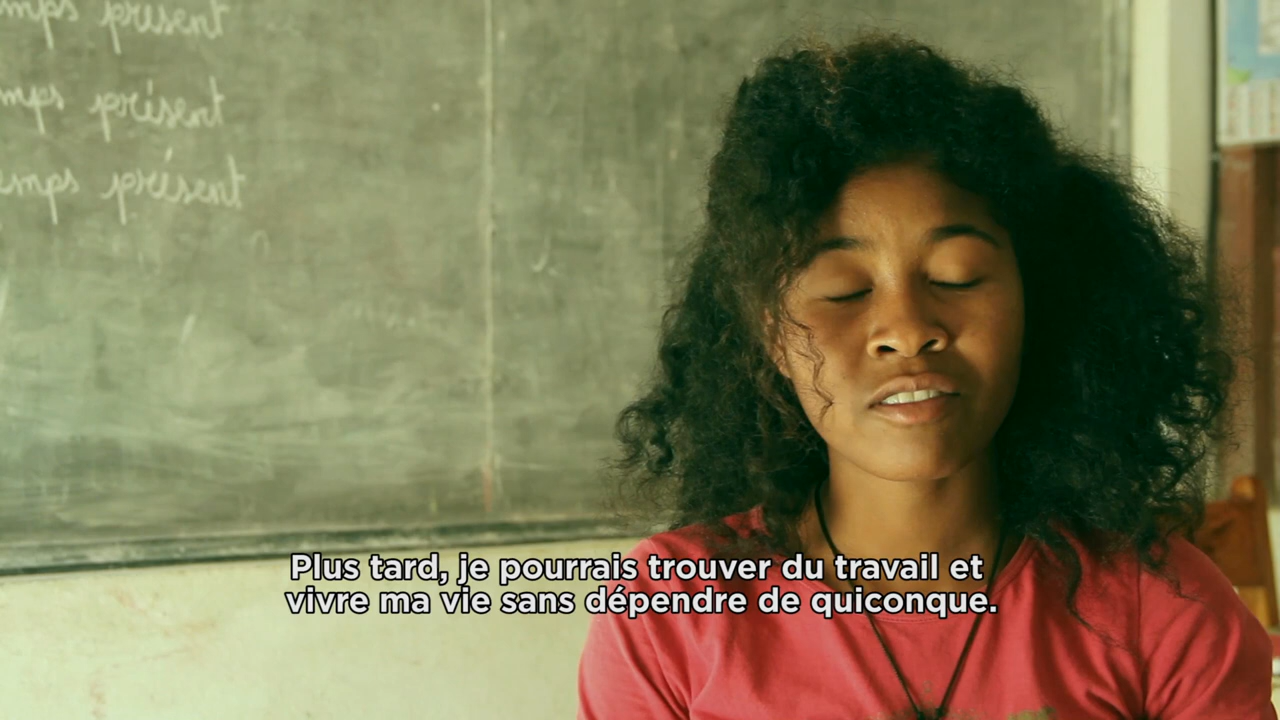 présent
présent
présent
Plus tard, je pourrais trouver du travail et
vivre ma vie sans dépendre de quiconque.